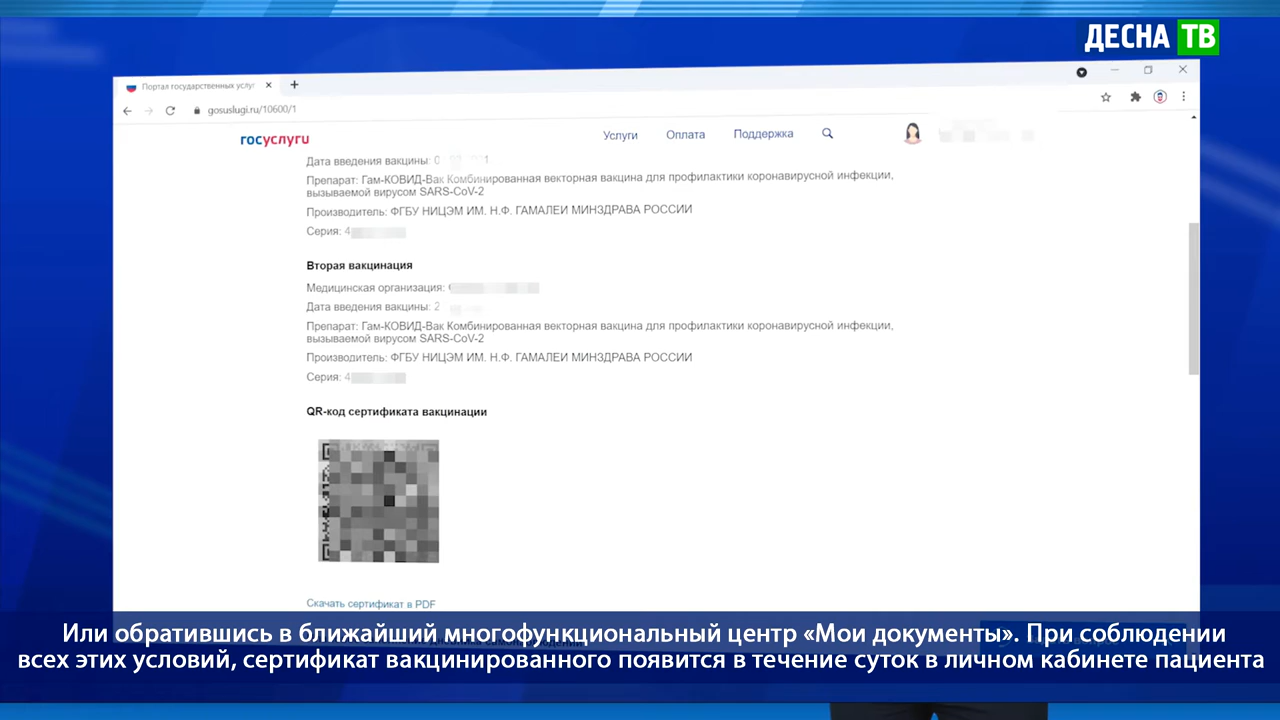 ДЕСНА ТВ
Портал государственных услуг
gosuslugi.ru/10600/1
госуслуги
Услуги Оплата Поддержка
Дата введения вакцины:
Препарат: Гам-КОВИД-Вак Комбинированная векторная вакцина для профилактики коронавирусной инфекции,
вызываемой вирусом SARS-CoV-2
Производитель: ФГБУ НИЦЭМ ИМ. Н.Ф. ГАМАЛЕИ МИНЗДРАВА РОССИИ
Серия: 4
Вторая вакцинация
Медицинская организация:
Дата введения вакцины: 2
Препарат: Гам-КОВИД-Вак Комбинированная векторная вакцина для профилактики коронавирусной инфекции,
вызываемой вирусом SARS-CoV-2
Производитель: ФГБУ НИЦЭМ ИМ. Н.Ф. ГАМАЛЕИ МИНЗДРАВА РОССИИ
Серия: 4
QR-код сертификата вакцинации
Скачать сертификат в PDF
Или обратившись в ближайший многофункциональный центр «Мои документы». При соблюдении
всех этих условий, сертификат вакцинированного появится в течение суток в личном кабинете пациента